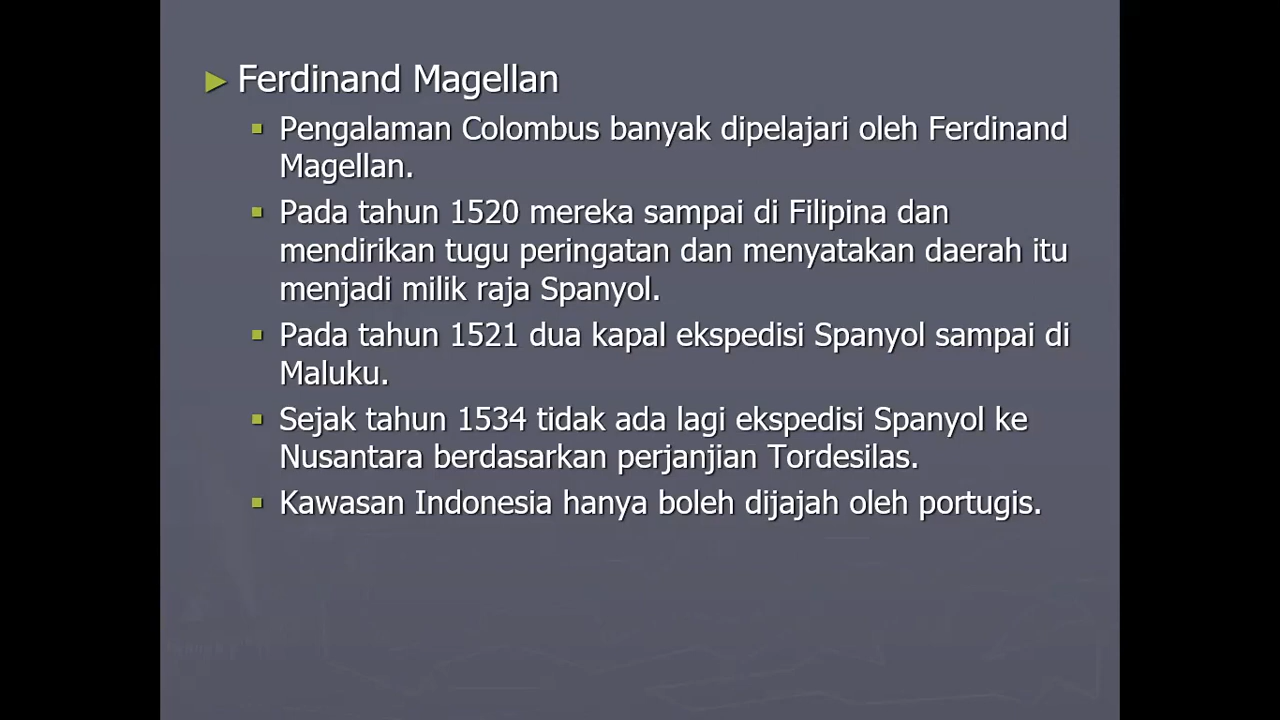 Ferdinand Magellan
Pengalaman Colombus banyak dipelajari oleh Ferdinand
Magellan.
Pada tahun 1520 mereka sampai di Filipina dan
mendirikan tugu peringatan dan menyatakan daerah itu
menjadi milik raja Spanyol.
Pada tahun 1521 dua kapal ekspedisi Spanyol sampai di
Maluku.
Sejak tahun 1534 tidak ada lagi ekspedisi Spanyol ke
Nusantara berdasarkan perjanjian Tordesilas.
Kawasan Indonesia hanya boleh dijajah oleh portugis.